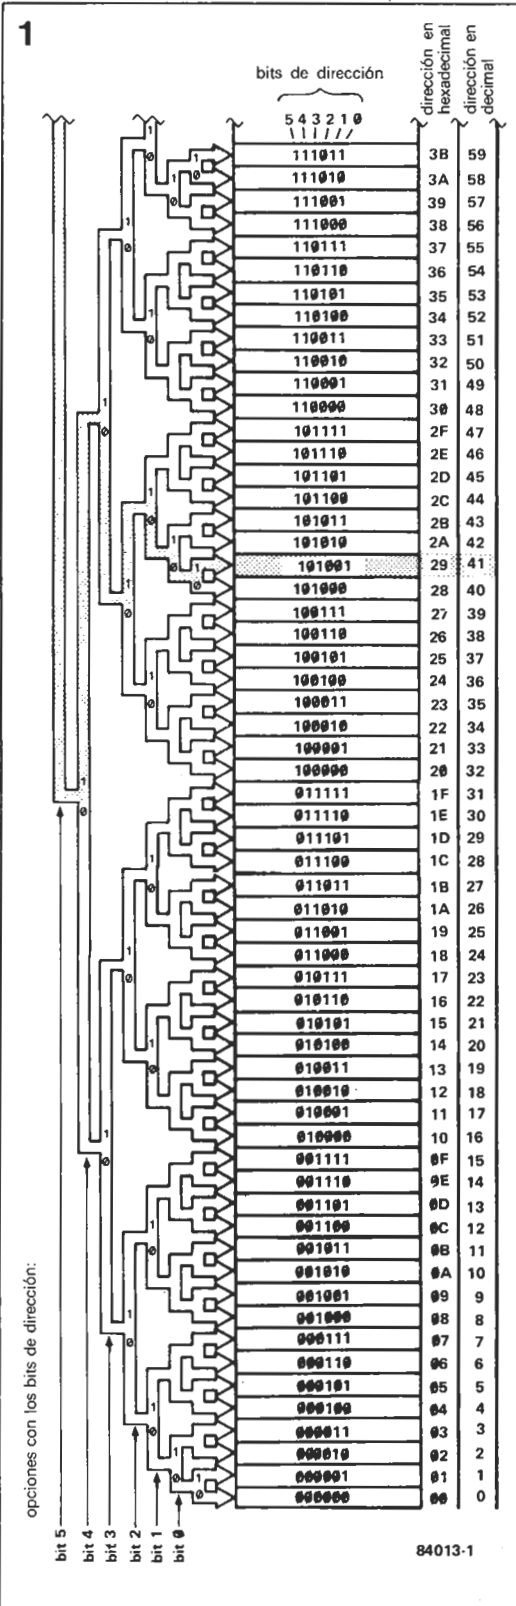 1
bits de dirección
dirección en hexadecimal
dirección en decimal
5 4 3 2 1 0
111011 3B 59
111010 3A 58
111001 39 57
111000 38 56
110111 37 55
110110 36 54
110101 35 53
110100 34 52
110011 33 51
110010 32 50
110001 31 49
110000 30 48
101111 2F 47
101110 2E 46
101101 2D 45
101100 2C 44
101011 2B 43
101010 2A 42
101001 29 41
101000 28 40
100111 27 39
100110 26 38
100101 25 37
100100 24 36
100011 23 35
100010 22 34
100001 21 33
100000 20 32
011111 1F 31
011110 1E 30
011101 1D 29
011100 1C 28
011011 1B 27
011010 1A 26
011001 19 25
011000 18 24
010111 17 23
010110 16 22
010101 15 21
010100 14 20
010011 13 19
010010 12 18
010001 11 17
010000 10 16
001111 0F 15
001110 0E 14
001101 0D 13
001100 0C 12
001011 0B 11
001010 0A 10
001001 09 9
001000 08 8
000111 07 7
000110 06 6
000101 05 5
000100 04 4
000011 03 3
000010 02 2
000001 01 1
000000 00 0
opciones con los bits de dirección:
bit 5
bit 4
bit 3
bit 2
bit 1
bit 0
84013-1